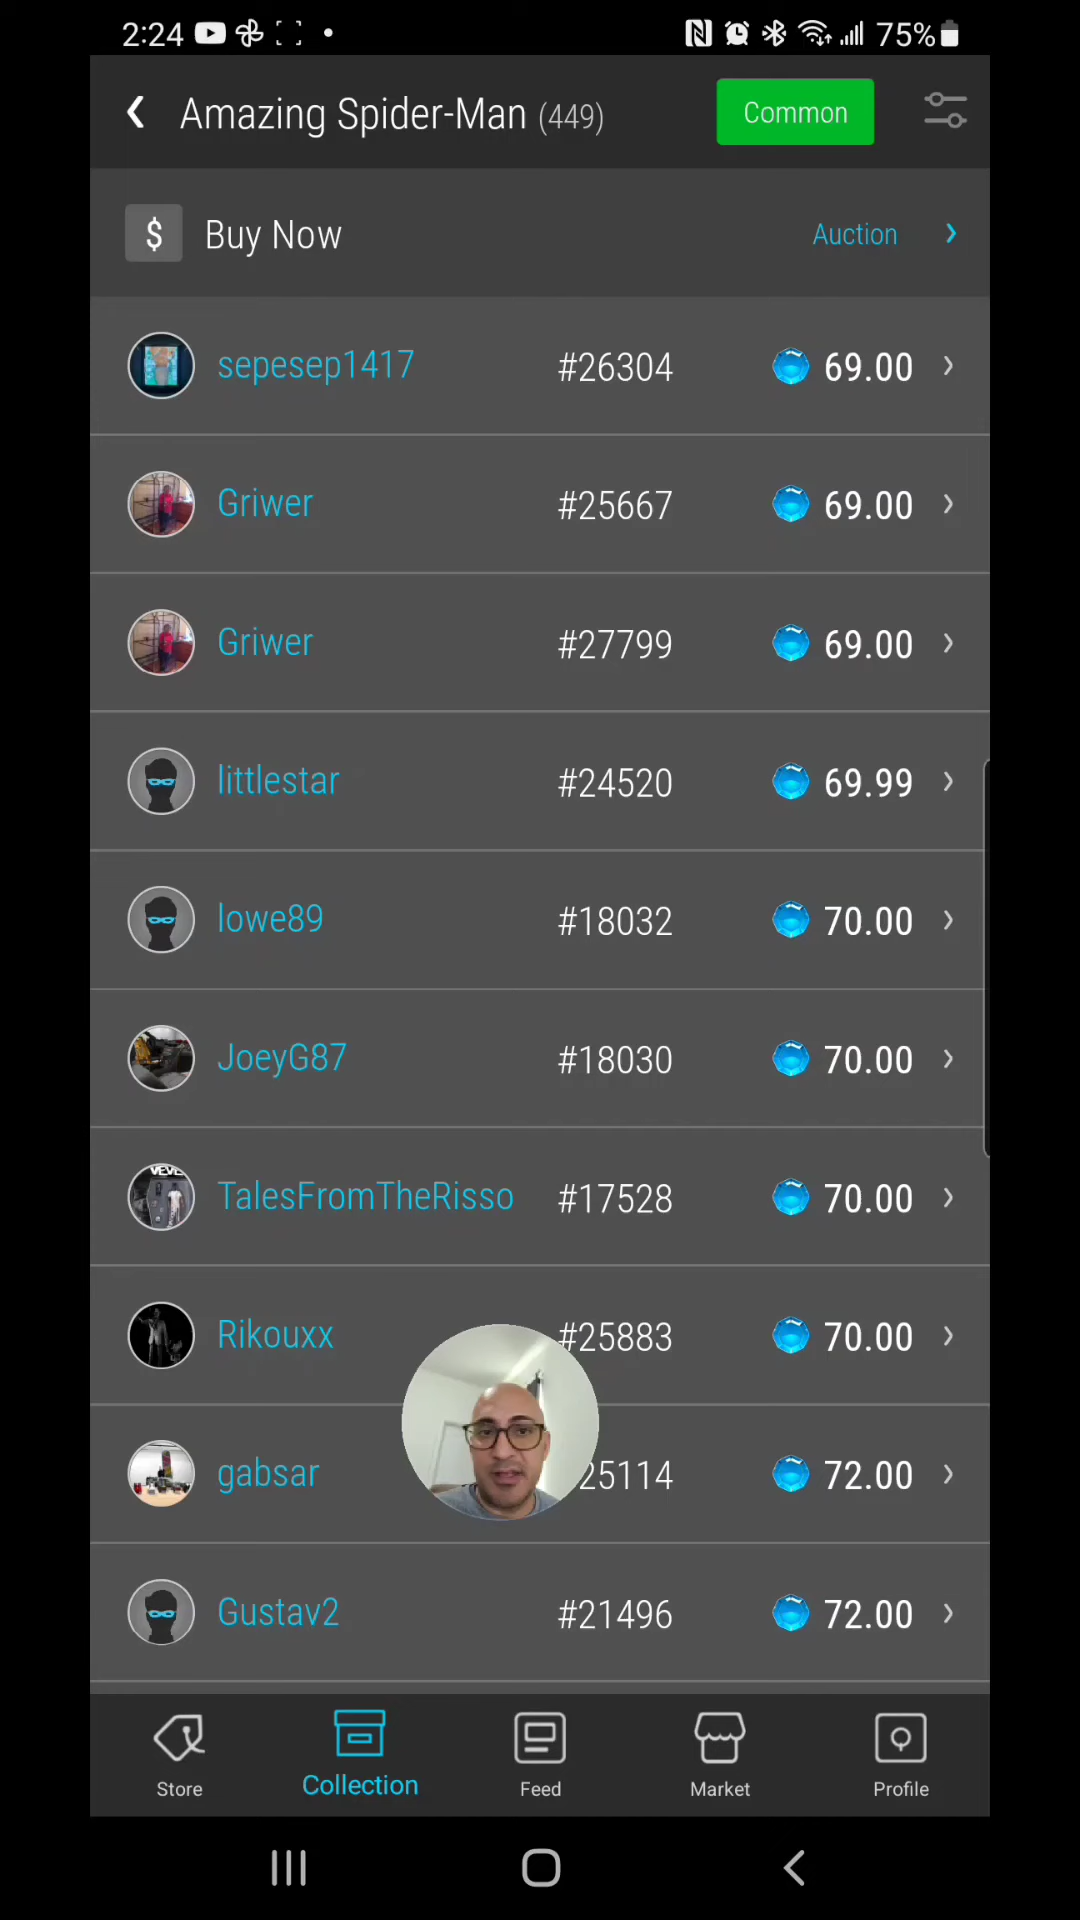 2:24 75%
Amazing Spider-Man (449) Common
$ Buy Now Auction
sepesep1417 #26304 69.00
Griwer #25667 69.00
Griwer #27799 69.00
littlestar #24520 69.99
lowe89 #18032 70.00
JoeyG87 #18030 70.00
TalesFromTheRisso #17528 70.00
Rikouxx #25883 70.00
gabsar 25114 72.00
Gustav2 #21496 72.00
Store Collection Feed Market Profile